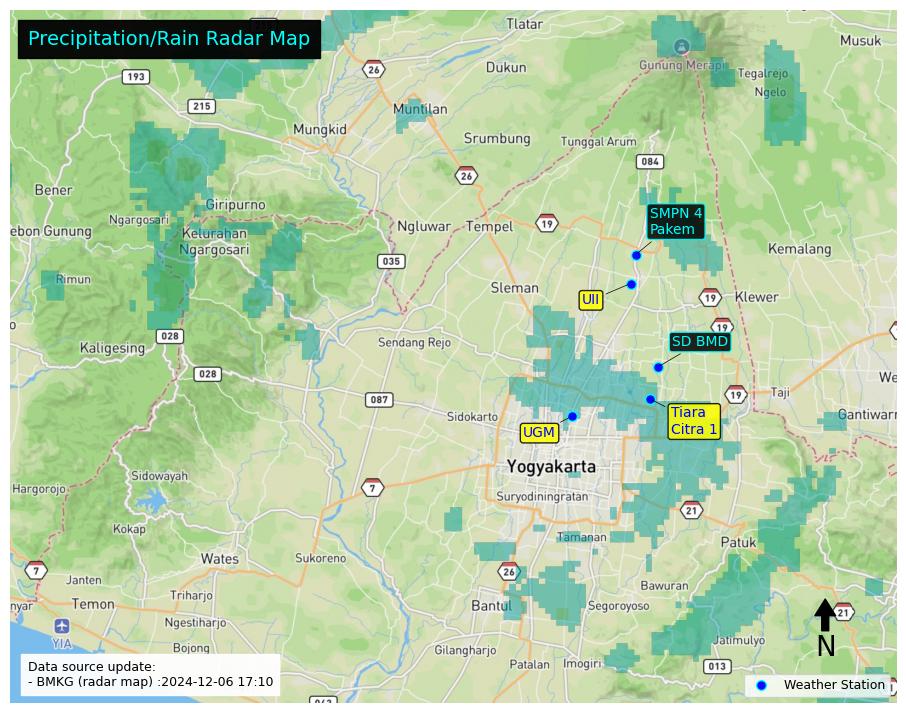 Precipitation/Rain Radar Map
Tlatar
Musuk
26
193
Dukun
Gunung Merapi
Tegalrejo
Ngelo
215
Muntilan
Mungkid
Srumbung
Tunggal Arum
084
26
Bener
Giripurno
Ngargosari
SMPN 4
Pakem
ebon Gunung
Kelurahan
Ngargosari
Ngluwar
Tempel
19
Kemalang
035
Rimun
Sleman
UII
19
Klewer
19
028
Kaligesing
Sendang Rejo
SD BMD
028
We
087
19
Taji
Sidokarto
Tiara
Citra 1
Gantiwarn
UGM
Yogyakarta
Sidowayah
Hargorojo
7
Suryodiningratan
21
Kokap
Tamanan
Patuk
Wates
Sukoreno
7
26
Janten
Bawuran
nyar
Temon
Triharjo
Bantul
Segoroyoso
21
Ngestiharjo
YIA
N
Bojong
Jatimulyo
Gilangharjo
Patalan
Imogiri
013
Data source update:
- BMKG (radar map) :2024-12-06 17:10
Weather Station